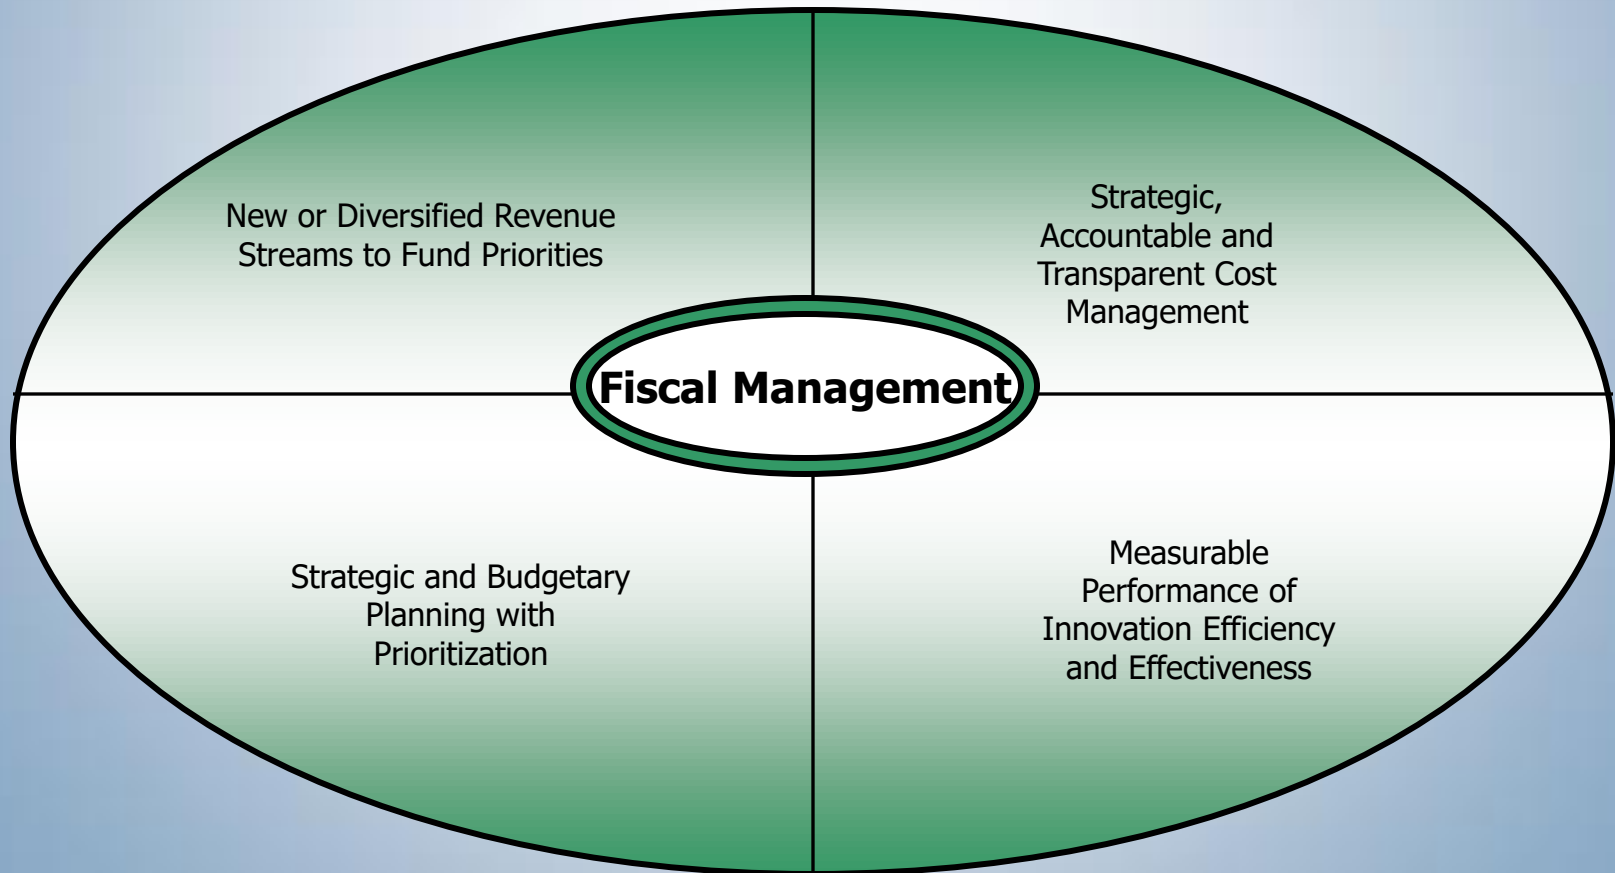 New or Diversified Revenue
Streams to Fund Priorities
Strategic,
Accountable and
Transparent Cost
Management
Fiscal Management
Strategic and Budgetary
Planning with
Prioritization
Measurable
Performance of
Innovation Efficiency
and Effectiveness